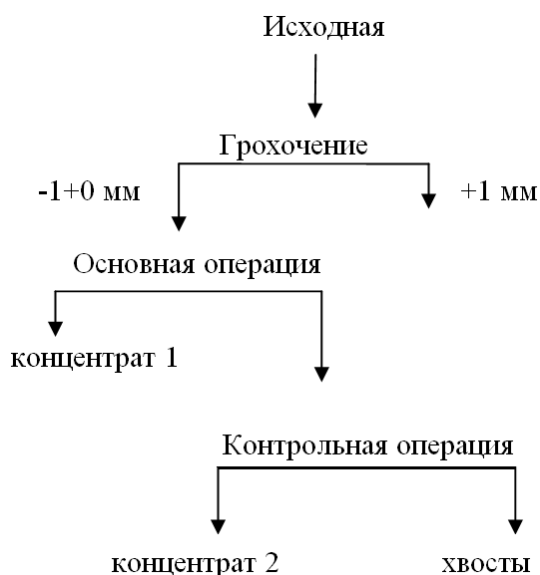 Исходная
Грохочение
-1+0 мм
+1 мм
Основная операция
концентрат 1
Контрольная операция
концентрат 2
хвосты